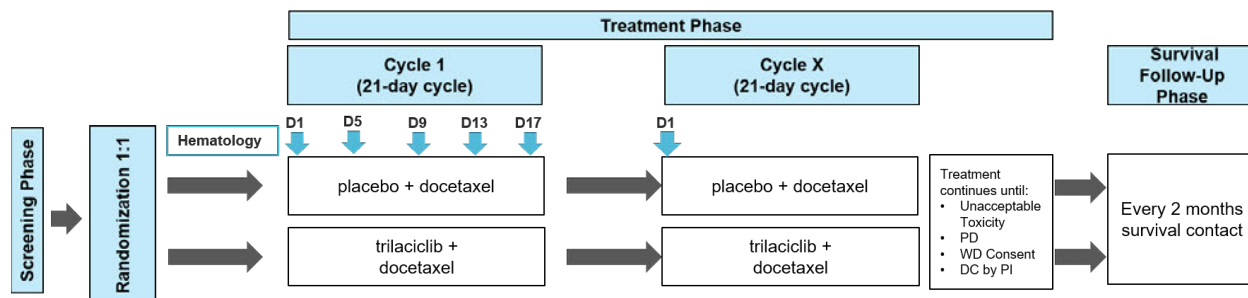 Treatment Phase
Cycle 1
(21-day cycle)
Cycle X
(21-day cycle)
Survival
Follow-Up
Phase
Screening Phase
Randomization 1:1
Hematology
D1
D5
D9
D13
D17
D1
placebo + docetaxel
placebo + docetaxel
trilaciclib +
docetaxel
trilaciclib +
docetaxel
Treatment
continues until:
• Unacceptable
Toxicity
• PD
• WD Consent
• DC by PI
Every 2 months
survival contact